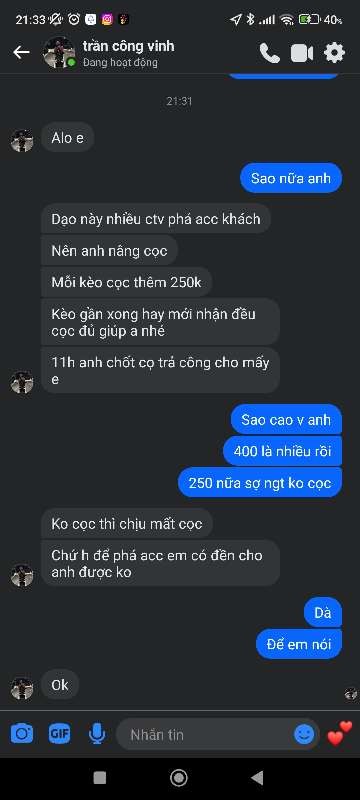 21:33
40%
trần công vinh
Đang hoạt động
21:31
Alo e
Sao nữa anh
Dạo này nhiều ctv phá acc khách
Nên anh nâng cọc
Mỗi kèo cọc thêm 250k
Kèo gần xong hay mới nhận đều
cọc đủ giúp a nhé
11h anh chốt cọ trả công cho mấy
e
Sao cao v anh
400 là nhiều rồi
250 nữa sợ ngt ko cọc
Ko cọc thì chịu mất cọc
Chứ h để phá acc em có đền cho
anh được ko
Dà
Để em nói
Ok
GIF
Nhắn tin